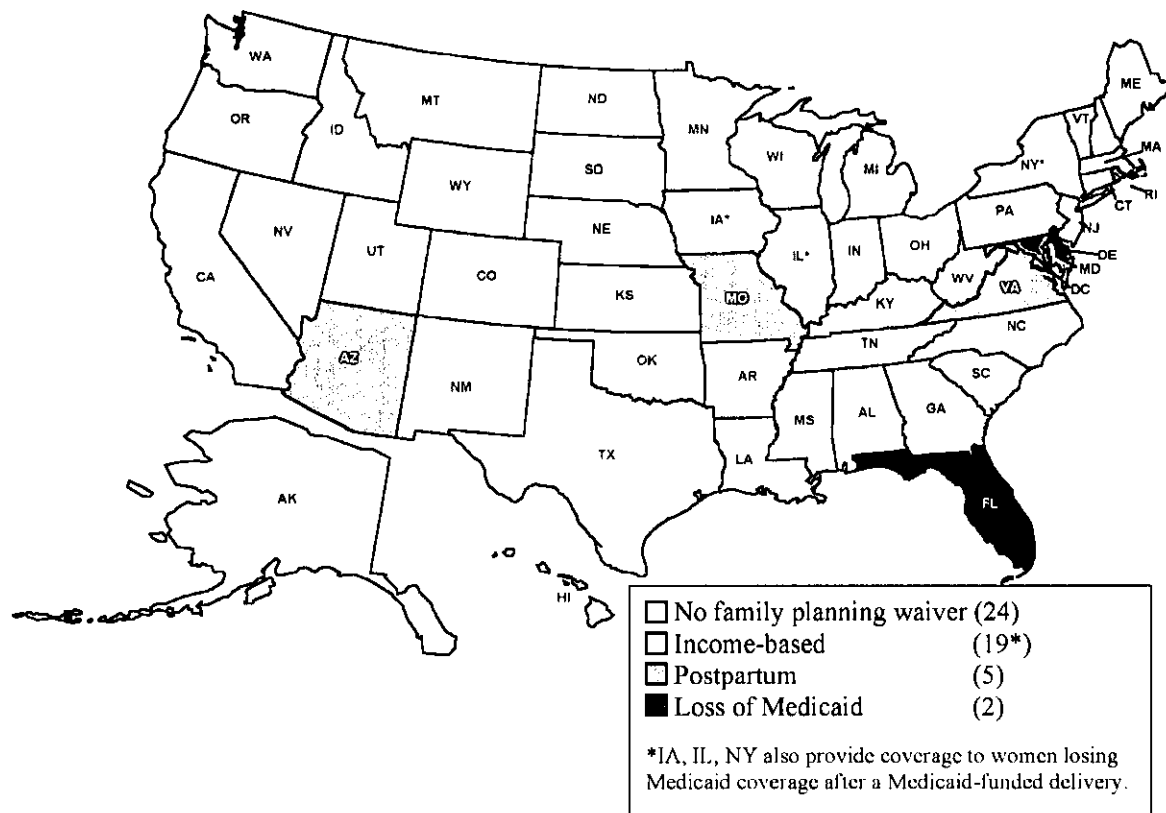 WA
MT
ND
MN
ME
VT
OR
ID
WI
MI
NY*
MA
SD
WY
RI
CT
IA*
PA
NJ
NE
NV
UT
IL*
IN
OH
DE
MD
CA
CO
WV
VA
DC
KS
MO
KY
NC
TN
AZ
OK
NM
AR
SC
MS
AL
GA
TX
LA
AK
FL
HI
No family planning waiver (24)
Income-based (19*)
Postpartum (5)
Loss of Medicaid (2)
*IA, IL, NY also provide coverage to women losing
Medicaid coverage after a Medicaid-funded delivery.